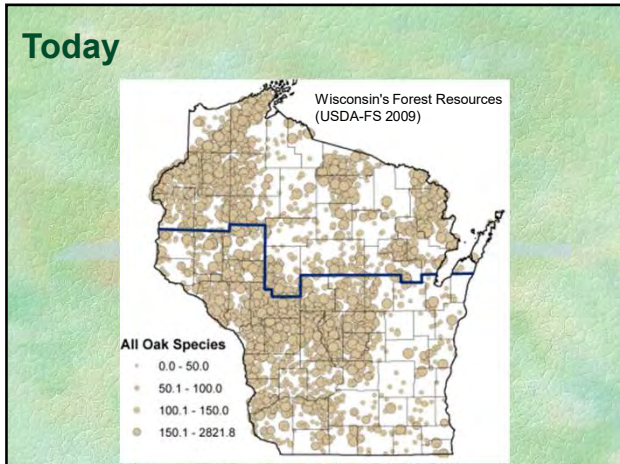 Today
Wisconsin's Forest Resources
(USDA-FS 2009)
All Oak Species
0.0 - 50.0
50.1 - 100.0
100.1 - 150.0
150.1 - 2821.8